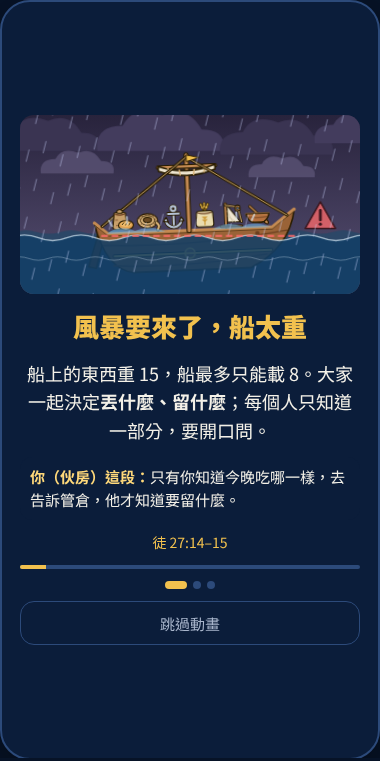 風暴要來了，船太重
船上的東西重 15，船最多只能載 8。大家
一起決定丟什麼、留什麼；每個人只知道
一部分，要開口問。
你（伙房）這段：只有你知道今晚吃哪一樣，去
告訴管倉，他才知道要留什麼。
徒 27:14–15
跳過動畫